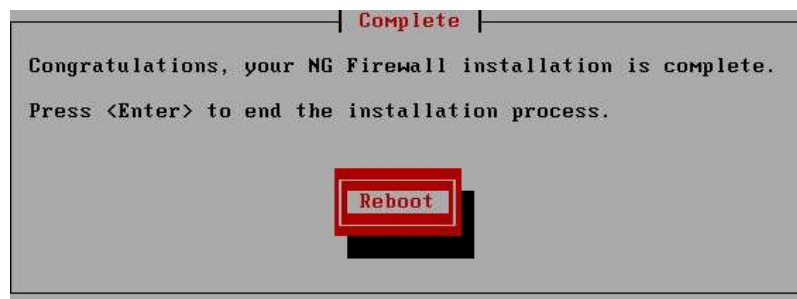 Complete
Congratulations, your NG Firewall installation is complete.
Press <Enter> to end the installation process.
Reboot